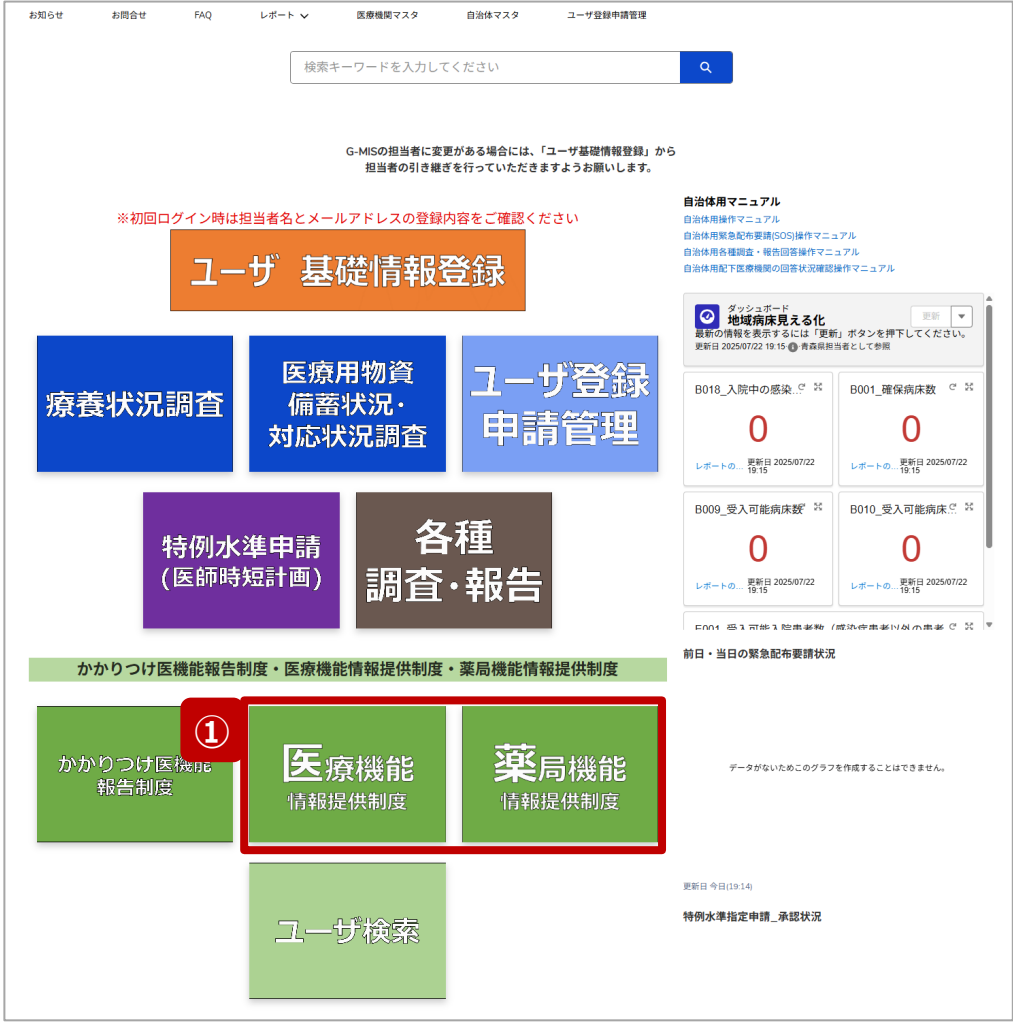 お知らせ お問合せ FAQ レポート 医療機関マスタ 自治体マスタ ユーザ登録申請管理
検索キーワードを入力してください
G-MISの担当者に変更がある場合には、「ユーザ基礎情報登録」から
担当者の引き継ぎを行っていただきますようお願いします。
※初回ログイン時は担当者名とメールアドレスの登録内容をご確認ください
ユーザ 基礎情報登録
療養状況調査
医療用物資
備蓄状況・
対応状況調査
ユーザ登録
申請管理
特例水準申請
(医師時短計画)
各種
調査・報告
かかりつけ医機能報告制度・医療機能情報提供制度・薬局機能情報提供制度
①
かかりつけ医機能
報告制度
医療機能
情報提供制度
薬局機能
情報提供制度
ユーザ検索
自治体用マニュアル
自治体用操作マニュアル
自治体用緊急配布要請(SOS)操作マニュアル
自治体用各種調査・報告回答操作マニュアル
自治体用配下医療機関の回答状況確認操作マニュアル
ダッシュボード
地域病床見える化
更新
最新の情報を表示するには「更新」ボタンを押下してください。
更新日 2025/07/22 19:15 青森県担当者として参照
B018_入院中の感染...
0
レポートの... 更新日 2025/07/22
19:15
B001_確保病床数
0
レポートの... 更新日 2025/07/22
19:15
B009_受入可能病床数
0
レポートの... 更新日 2025/07/22
19:15
B010_受入可能病床...
0
レポートの... 更新日 2025/07/22
19:15
E001_受入可能入院患者数（感染症患者以外の患者
前日・当日の緊急配布要請状況
データがないためこのグラフを作成することはできません。
更新日 今日(19:14)
特例水準指定申請_承認状況